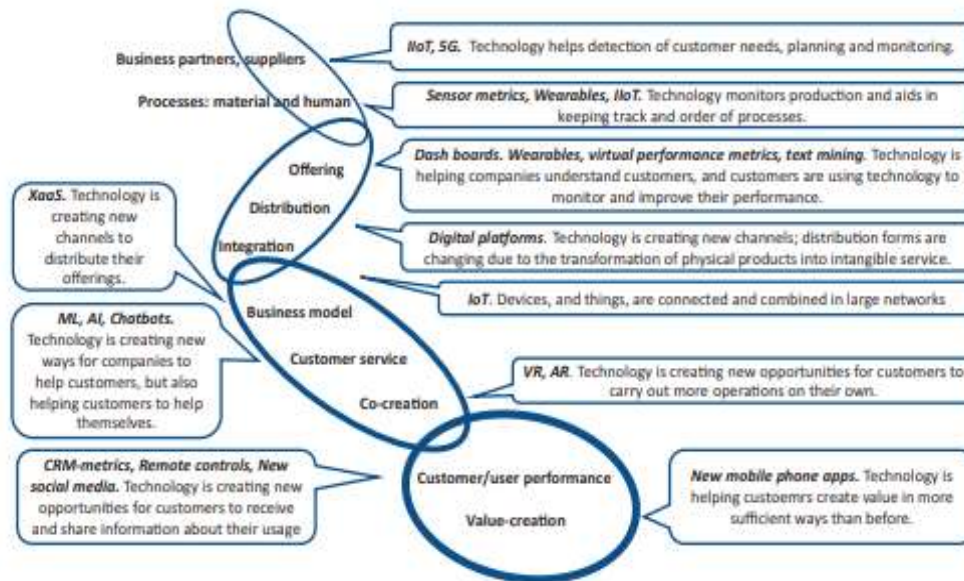 IIoT, 5G. Technology helps detection of customer needs, planning and monitoring.
Business partners, suppliers
Processes: material and human
Sensor metrics, Wearables, IIoT. Technology monitors production and aids in
keeping track and order of processes.
Dash boards. Wearables, virtual performance metrics, text mining. Technology is
helping companies understand customers, and customers are using technology to
monitor and improve their performance.
Offering
Distribution
Integration
XaaS. Technology is
creating new
channels to
distribute their
offerings.
Digital platforms. Technology is creating new channels; distribution forms are
changing due to the transformation of physical products into intangible service.
IoT. Devices, and things, are connected and combined in large networks
Business model
Customer service
Co-creation
ML, AI, Chatbots.
Technology is creating new
ways for companies to
help customers, but also
helping customers to help
themselves.
VR, AR. Technology is creating new opportunities for customers to
carry out more operations on their own.
CRM-metrics, Remote controls, New
social media. Technology is creating new
opportunities for customers to receive
and share information about their usage
Customer/user performance
Value-creation
New mobile phone apps. Technology is
helping custoemrs create value in more
sufficient ways than before.